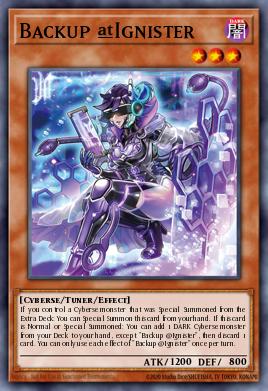 BACKUP @IGNISTER
DARK
闇
[CYBERSE/TUNER/EFFECT]
If you control a Cyberse monster that was Special Summoned from the
Extra Deck: You can Special Summon this card from your hand. If this card
is Normal or Special Summoned: You can add 1 DARK Cyberse monster
from your Deck to your hand, except "Backup @Ignister", then discard 1
card. You can only use each effect of "Backup @Ignister" once per turn.
ATK/1200 DEF/ 800